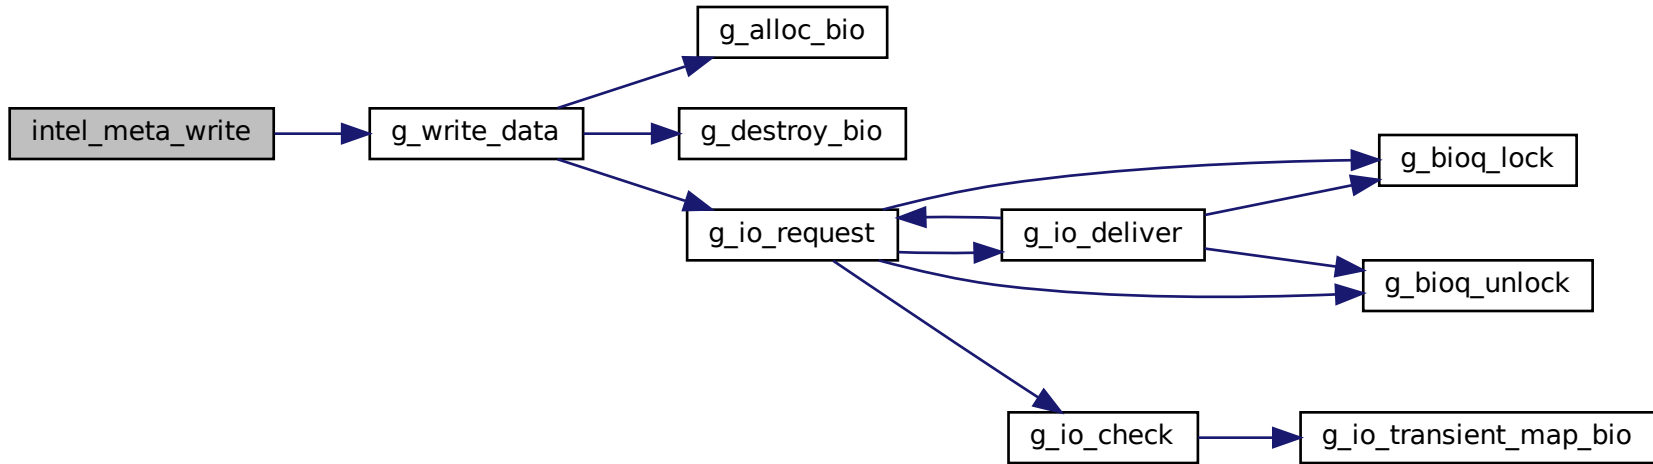 intel_meta_write
g_write_data
g_alloc_bio
g_destroy_bio
g_io_request
g_io_deliver
g_bioq_lock
g_bioq_unlock
g_io_check
g_io_transient_map_bio